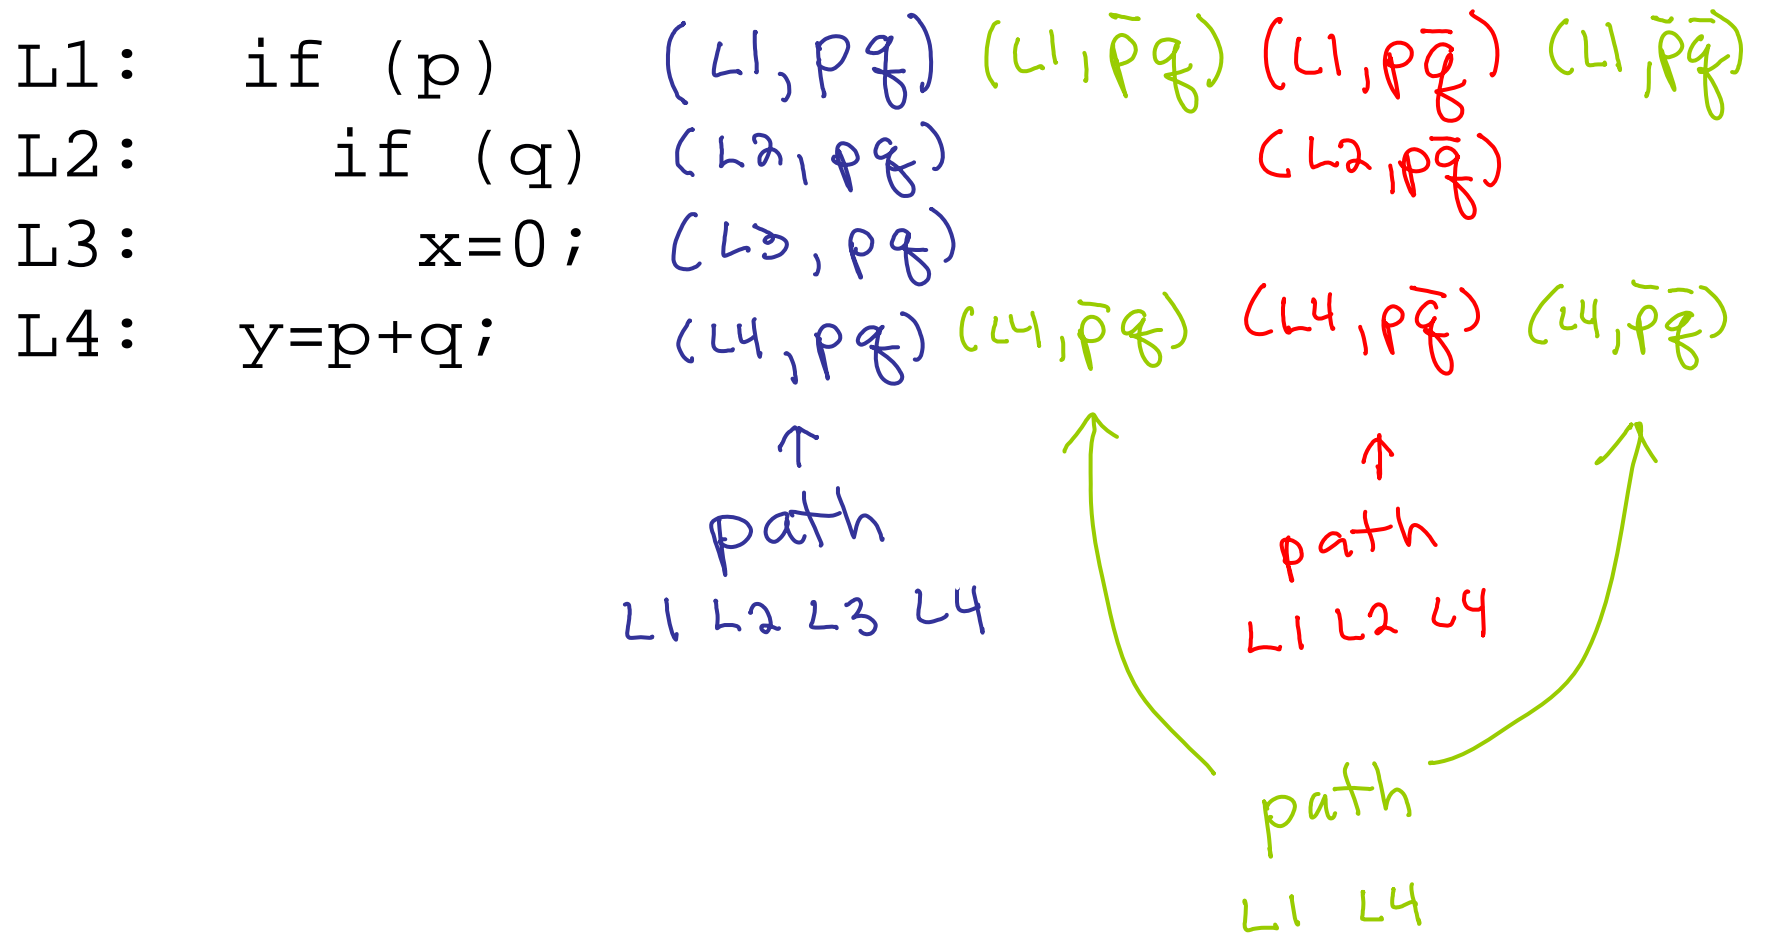 L1: if (p) (L1, pq) (L1, p̄q) (L1, pq̄) (L1, p̄q̄)
L2: if (q) (L2, pq) (L2, pq̄)
L3: x=0; (L3, pq)
L4: y=p+q; (L4, pq) (L4, p̄q) (L4, pq̄) (L4, p̄q̄)
path path
L1 L2 L3 L4 L1 L2 L4
path
L1 L4